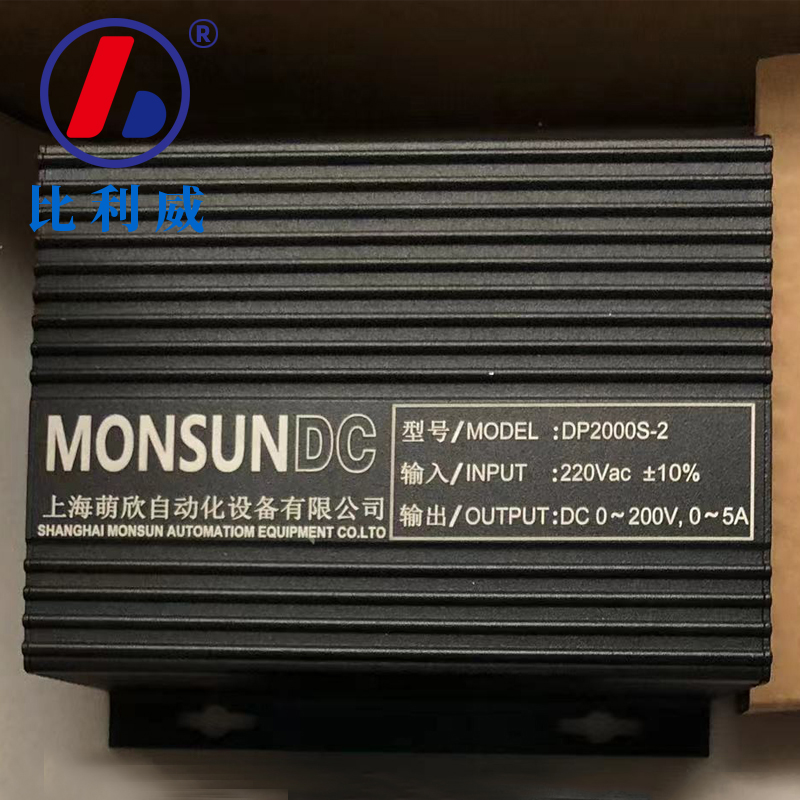 ®
比利威
MONSUNDC
上海萌欣自动化设备有限公司
SHANGHAI MONSUN AUTOMATIOM EQUIPMENT CO.LTD
型号/MODEL :DP2000S-2
输入/INPUT :220Vac ±10%
输出/OUTPUT:DC 0~200V, 0~5A